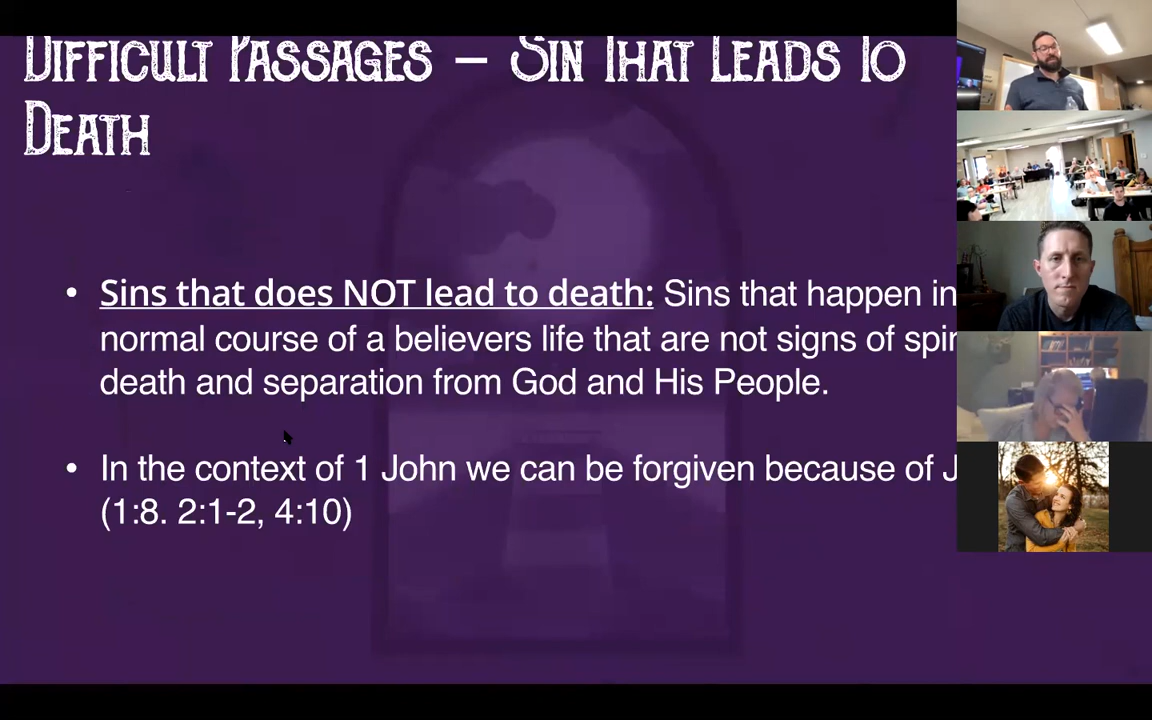 Difficult Passages – Sin That Leads To
Death
• Sins that does NOT lead to death: Sins that happen in
normal course of a believers life that are not signs of
death and separation from God and His People.
• In the context of 1 John we can be forgiven because of
(1:8. 2:1-2, 4:10)